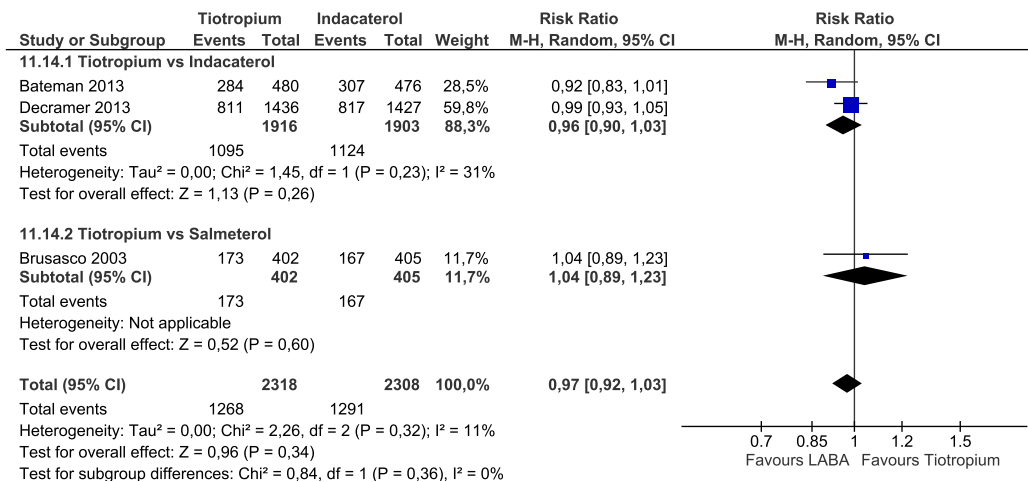 Tiotropium Indacaterol Risk Ratio Risk Ratio
Study or Subgroup Events Total Events Total Weight M-H, Random, 95% CI M-H, Random, 95% CI
11.14.1 Tiotropium vs Indacaterol
Bateman 2013 284 480 307 476 28,5% 0,92 [0,83, 1,01]
Decramer 2013 811 1436 817 1427 59,8% 0,99 [0,93, 1,05]
Subtotal (95% CI) 1916 1903 88,3% 0,96 [0,90, 1,03]
Total events 1095 1124
Heterogeneity: Tau² = 0,00; Chi² = 1,45, df = 1 (P = 0,23); I² = 31%
Test for overall effect: Z = 1,13 (P = 0,26)
11.14.2 Tiotropium vs Salmeterol
Brusasco 2003 173 402 167 405 11,7% 1,04 [0,89, 1,23]
Subtotal (95% CI) 402 405 11,7% 1,04 [0,89, 1,23]
Total events 173 167
Heterogeneity: Not applicable
Test for overall effect: Z = 0,52 (P = 0,60)
Total (95% CI) 2318 2308 100,0% 0,97 [0,92, 1,03]
Total events 1268 1291
Heterogeneity: Tau² = 0,00; Chi² = 2,26, df = 2 (P = 0,32); I² = 11%
Test for overall effect: Z = 0,96 (P = 0,34)
Test for subgroup differences: Chi² = 0,84, df = 1 (P = 0,36), I² = 0%
0.7 0.85 1 1.2 1.5
Favours LABA Favours Tiotropium